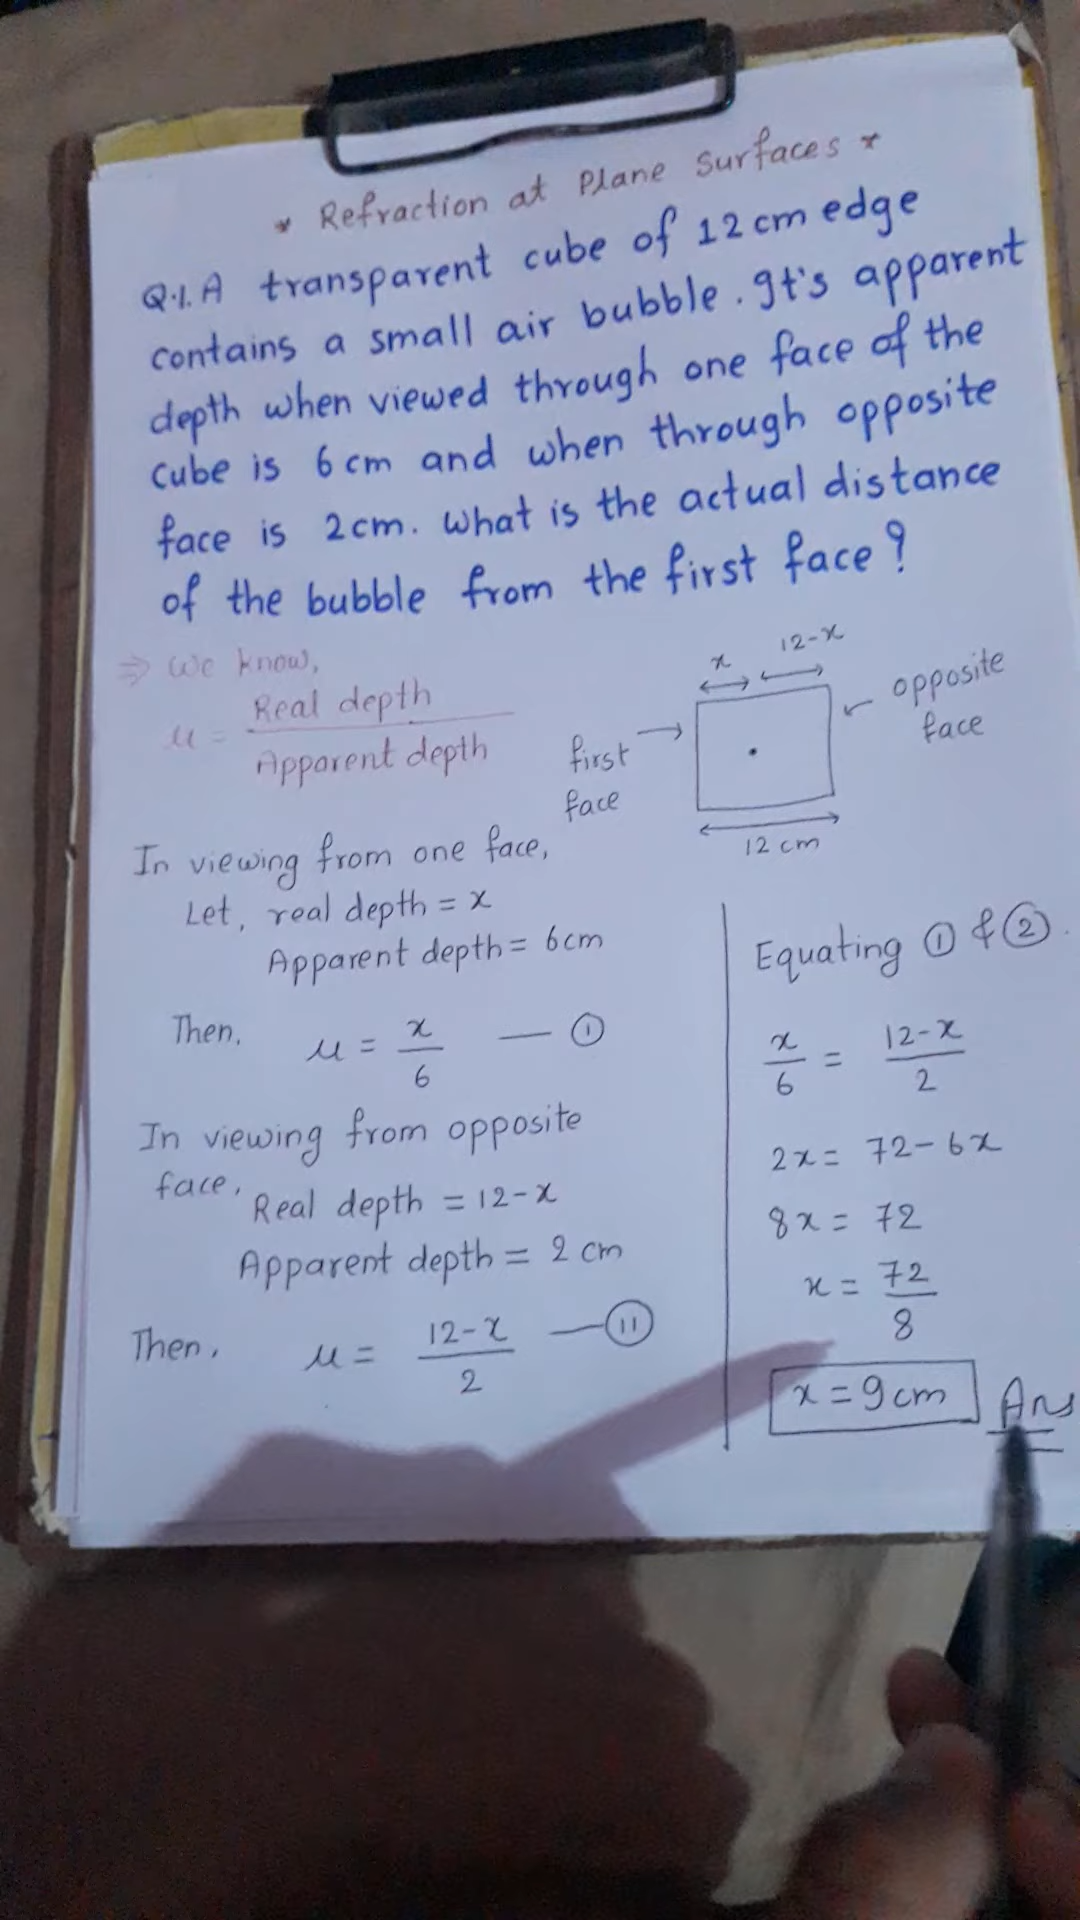 * Refraction at Plane Surfaces *
Q.1. A transparent cube of 12 cm edge
contains a small air bubble. It's apparent
depth when viewed through one face of the
cube is 6 cm and when through opposite
face is 2 cm. What is the actual distance
of the bubble from the first face?
⇒ We know,
μ = Real depth / Apparent depth
x
12-x
first face
opposite face
12 cm
In viewing from one face,
Let, real depth = x
Apparent depth = 6 cm
Then, μ = x/6 — ①
In viewing from opposite
face,
Real depth = 12-x
Apparent depth = 2 cm
Then, μ = 12-x / 2 — ⑪
Equating ① & ②.
x/6 = 12-x / 2
2x = 72-6x
8x = 72
x = 72/8
x = 9 cm Ans